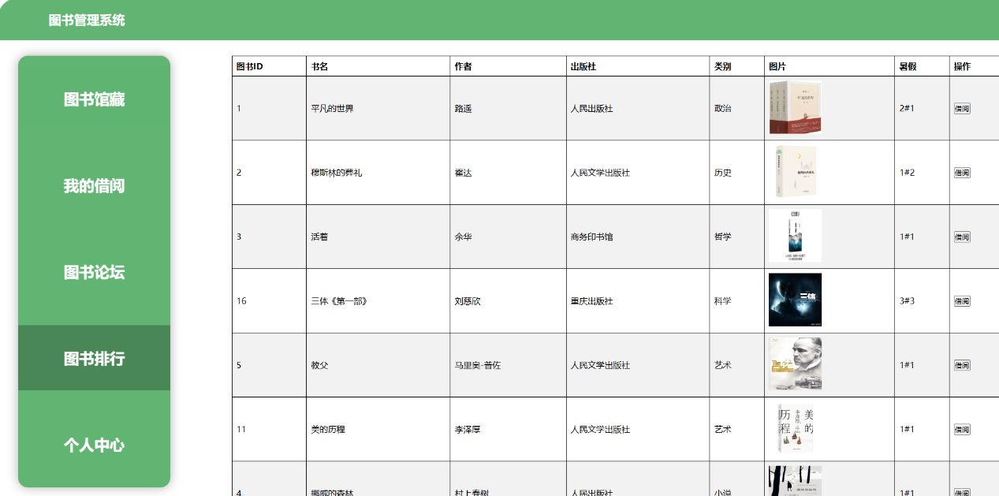 图书管理系统
图书馆藏
我的借阅
图书论坛
图书排行
个人中心
图书ID 书名 作者 出版社 类别 图片 暑假 操作
1 平凡的世界 路遥 人民出版社 政治 2#1 借阅
2 穆斯林的葬礼 霍达 人民文学出版社 历史 1#2 借阅
3 活着 余华 商务印书馆 哲学 1#1 借阅
16 三体《第一部》 刘慈欣 重庆出版社 科学 三体 3#3 借阅
5 教父 马里奥-普佐 人民文学出版社 艺术 1#1 借阅
11 美的历程 李泽厚 人民文学出版社 艺术 美的历程 1#1 借阅
4 挪威的森林 村上春树 人民出版社 小说 1#1 借阅